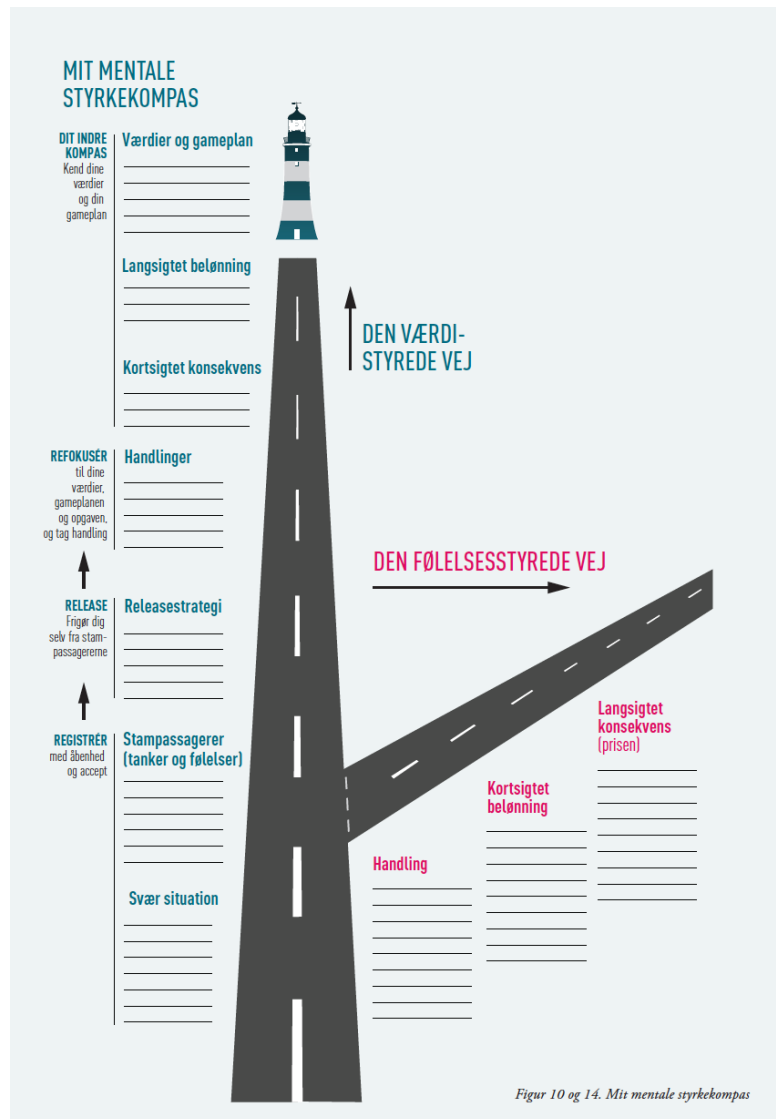 MIT MENTALE
STYRKEKOMPAS
DIT INDRE
KOMPAS
Kend dine
værdier
og din
gameplan
Værdier og gameplan
Langsigtet belønning
Kortsigtet konsekvens
DEN VÆRDI-
STYREDE VEJ
REFOKUSÉR
til dine
værdier,
gameplanen
og opgaven,
og tag handling
Handlinger
DEN FØLELSESSTYREDE VEJ
RELEASE
Frigør dig
selv fra stam-
passagererne
Releasestrategi
REGISTRÉR
med åbenhed
og accept
Stampassagerer
(tanker og følelser)
Svær situation
Handling
Kortsigtet
belønning
Langsigtet
konsekvens
(prisen)
Figur 10 og 14. Mit mentale styrkekompas